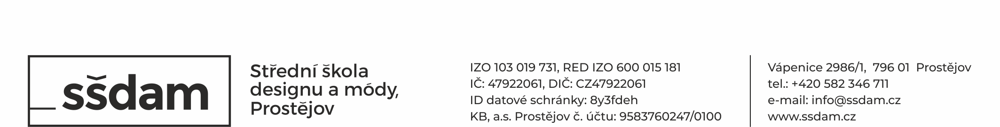 _sšdam
Střední škola
designu a módy,
Prostějov
IZO 103 019 731, RED IZO 600 015 181
IČ: 47922061, DIČ: CZ47922061
ID datové schránky: 8y3fdeh
KB, a.s. Prostějov č. účtu: 9583760247/0100
Vápenice 2986/1,  796 01  Prostějov
tel.: +420 582 346 711
e-mail: info@ssdam.cz
www.ssdam.cz